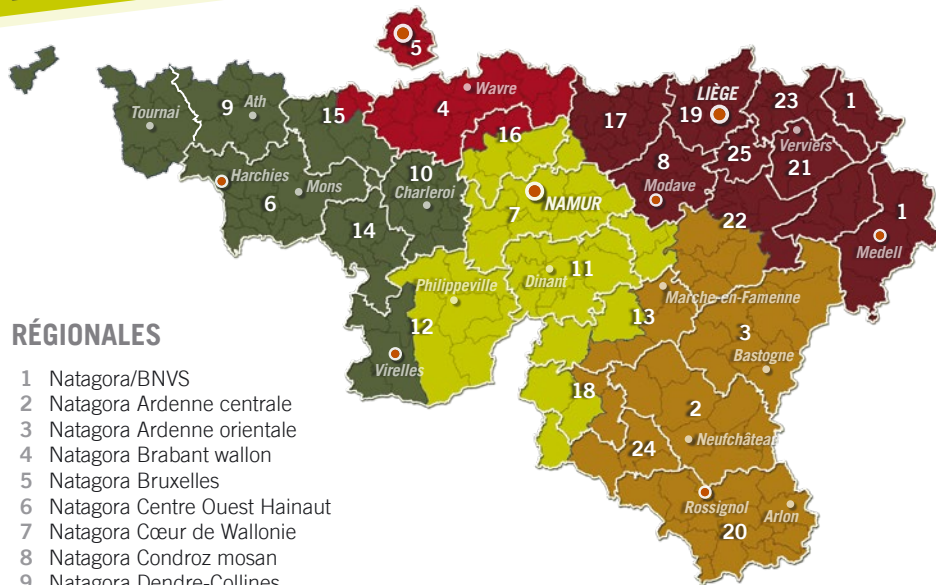 5
Wavre
LIÈGE
23
1
Tournai
9
Ath
15
4
17
19
16
Verviers
25
21
8
10
Harchies
Mons
Charleroi
Modave
6
7
NAMUR
1
22
14
Medell
11
Philippeville
Dinant
Marche-en-Famenne
12
13
3
RÉGIONALES
Virelles
Bastogne
18
2
1 Natagora/BNVS
2 Natagora Ardenne centrale
3 Natagora Ardenne orientale
4 Natagora Brabant wallon
5 Natagora Bruxelles
6 Natagora Centre Ouest Hainaut
7 Natagora Cœur de Wallonie
8 Natagora Condroz mosan
9 Natagora Dendre-Collines
Neufchâteau
24
Rossignol
Arlon
20